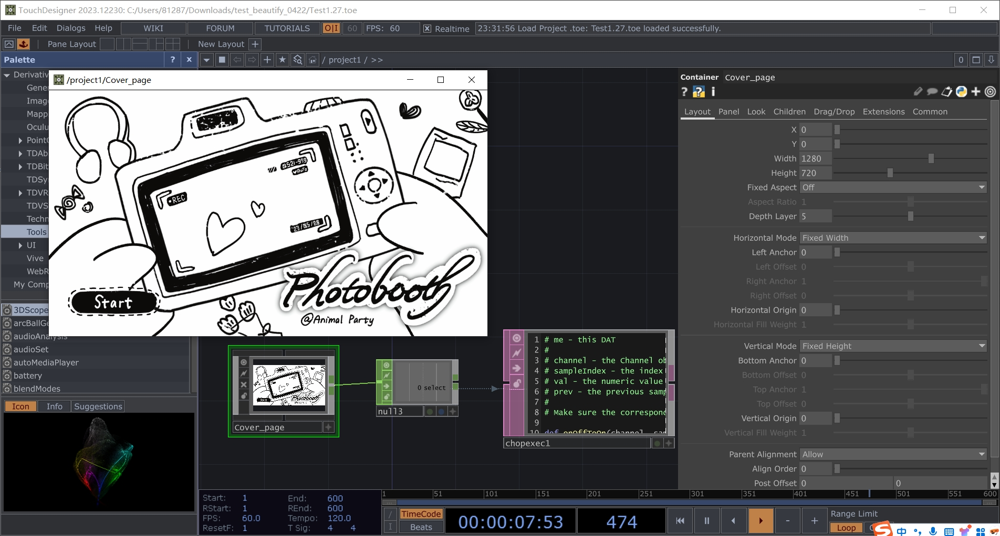 TouchDesigner 2023.12230: C:/Users/81287/Downloads/test_beautify_0422/Test1.27.toe
File Edit Dialogs Help WIKI FORUM TUTORIALS O|I 60 FPS: 60 Realtime 23:31:56 Load Project .toe: Test1.27.toe loaded successfully.
Pane Layout New Layout +
Palette ? x / project1 / >> 0
Derivativ
Gene
Imag
Mapp
Oculu
Point
TDAb
TDBit
TDSy
TDVR
TDVS
Techn
Tools
UI
Vive
WebR
My Comp
3DScope
arcBallGe
audioAnalysis
audioSet
autoMediaPlayer
battery
blendModes
Icon Info Suggestions
/project1/Cover_page
0521-979
AuTo
REC
'23/05/20
Start
Photobooth
@Animal Party
Cover_page
0 select
null3
1 # me - this DAT
2 #
3 # channel - the Channel ob
4 # sampleIndex - the index
5 # val - the numeric value
6 # prev - the previous samp
7 #
8 # Make sure the correspond
9
10 def onOffToOn(channel, sam
chopexec1
Container Cover_page
? ? i
Layout Panel Look Children Drag/Drop Extensions Common
X 0
Y 0
Width 1280
Height 720
Fixed Aspect Off
Aspect Ratio 1
Depth Layer 5
Horizontal Mode Fixed Width
Left Anchor 0
Left Offset 0
Right Anchor 1
Right Offset 0
Horizontal Origin 0
Horizontal Fill Weight 1
Vertical Mode Fixed Height
Bottom Anchor 0
Bottom Offset 0
Top Anchor 1
Top Offset 0
Vertical Origin 0
Vertical Fill Weight 1
Parent Alignment Allow
Align Order 0
Post Offset 0 0
1 51 101 151 201 251 301 351 401 451 501 551 600
Start: 1 End: 600
RStart: 1 REnd: 600
FPS: 60.0 Tempo: 120.0
ResetF: 1 T Sig: 4 4
TimeCode
Beats
00:00:07:53
474
Range Limit
Loop
S 中